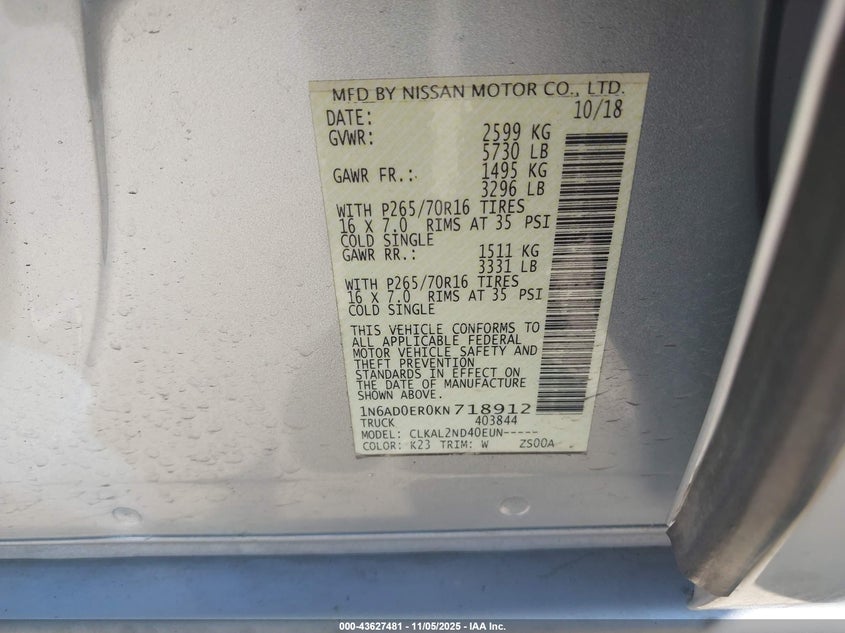 MFD BY NISSAN MOTOR CO., LTD.
DATE: 10/18
GVWR: 2599 KG
5730 LB
GAWR FR.: 1495 KG
3296 LB
WITH P265/70R16 TIRES
16 X 7.0 RIMS AT 35 PSI
COLD SINGLE
GAWR RR.: 1511 KG
3331 LB
WITH P265/70R16 TIRES
16 X 7.0 RIMS AT 35 PSI
COLD SINGLE
THIS VEHICLE CONFORMS TO
ALL APPLICABLE FEDERAL
MOTOR VEHICLE SAFETY AND
THEFT PREVENTION
STANDARDS IN EFFECT ON
THE DATE OF MANUFACTURE
SHOWN ABOVE.
1N6AD0ER0KN718912
TRUCK 403844
MODEL: CLKAL2ND40EUN-----
COLOR: K23 TRIM: W ZS00A
000-43627481 - 11/05/2025 - IAA Inc.